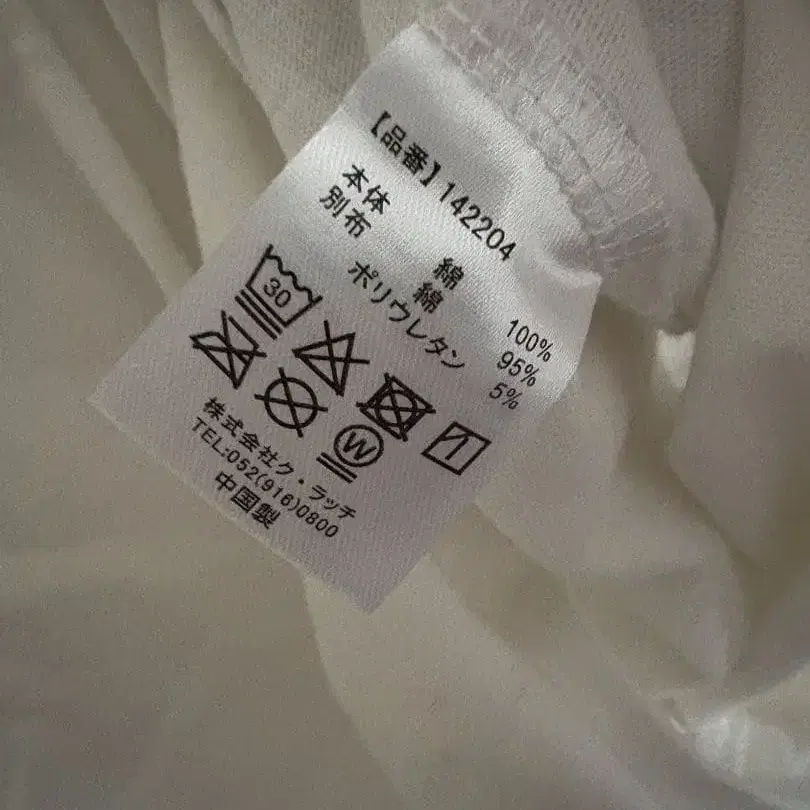 【品番】142204
本体 綿 100%
別布 綿 95%
ポリウレタン 5%
30
W
株式会社ク・ラッチ
TEL:052(916)0800
中国製